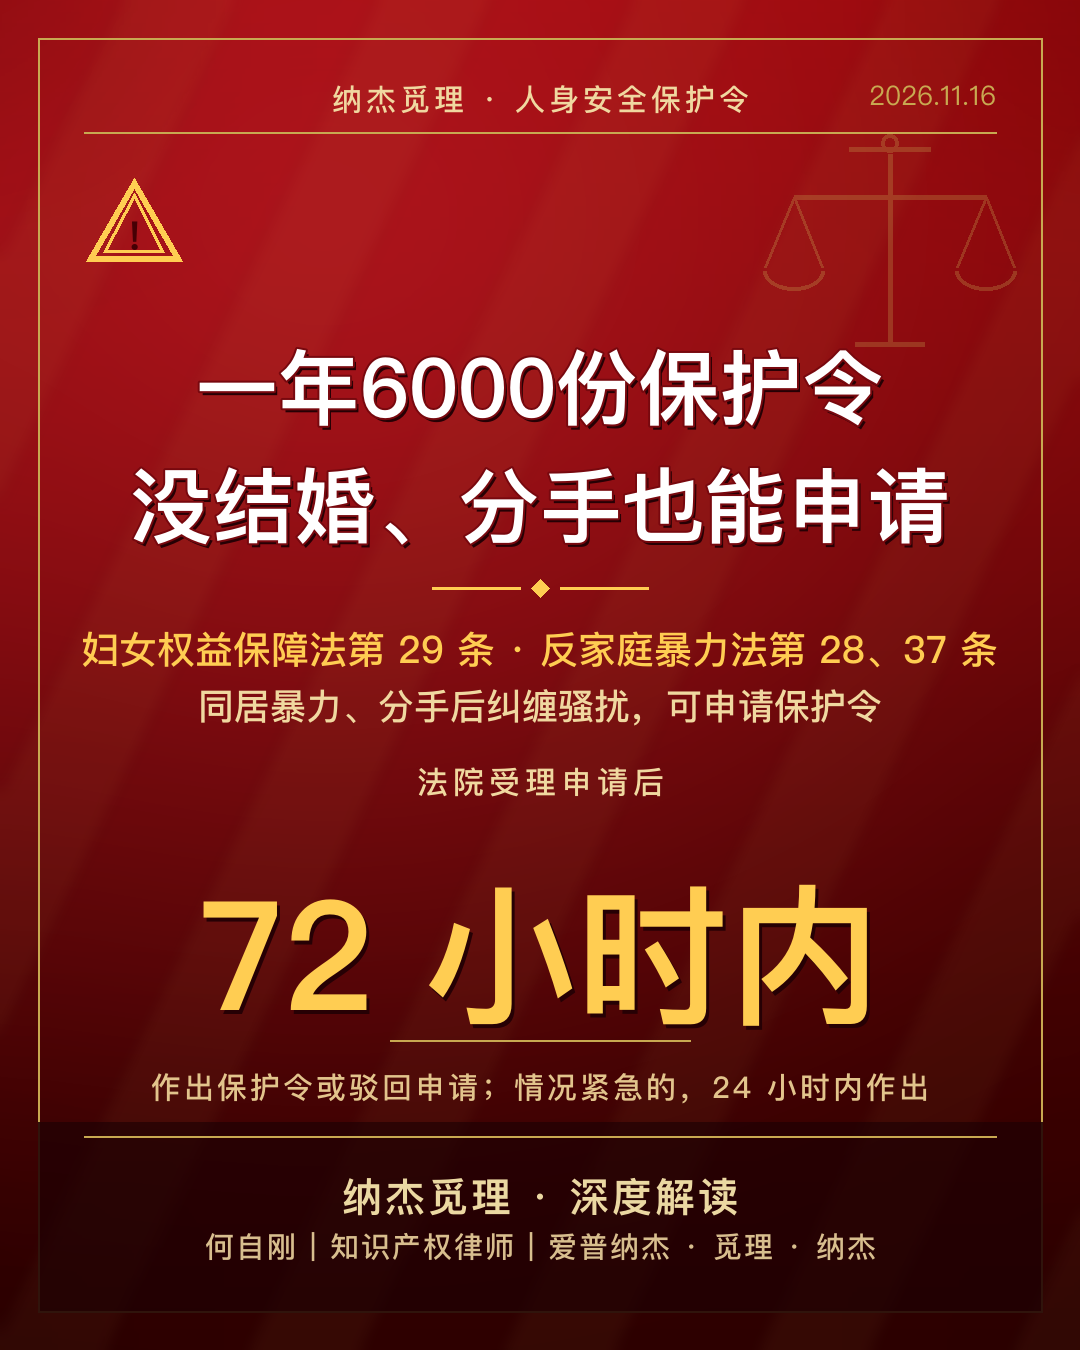 纳杰觅理 · 人身安全保护令
2026.11.16
!
一年6000份保护令
没结婚、分手也能申请
妇女权益保障法第 29 条 · 反家庭暴力法第 28、37 条
同居暴力、分手后纠缠骚扰，可申请保护令
法院受理申请后
72 小时内
作出保护令或驳回申请；情况紧急的，24 小时内作出
纳杰觅理 · 深度解读
何自刚 | 知识产权律师 | 爱普纳杰 · 觅理 · 纳杰